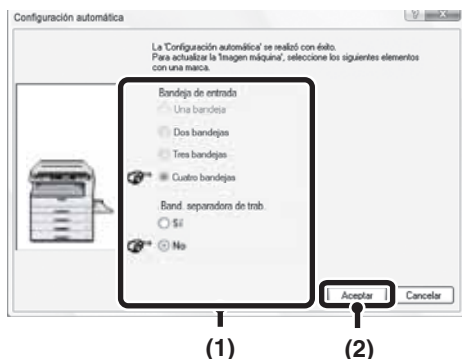 Configuración automática
La 'Configuración automática' se realizó con éxito.
Para actualizar la 'Imagen máquina', seleccione los siguientes elementos
con una marca.
Bandeja de entrada
Una bandeja
Dos bandejas
Tres bandejas
Cuatro bandejas
Band. separadora de trab.
Sí
No
Aceptar
Cancelar
(1)
(2)